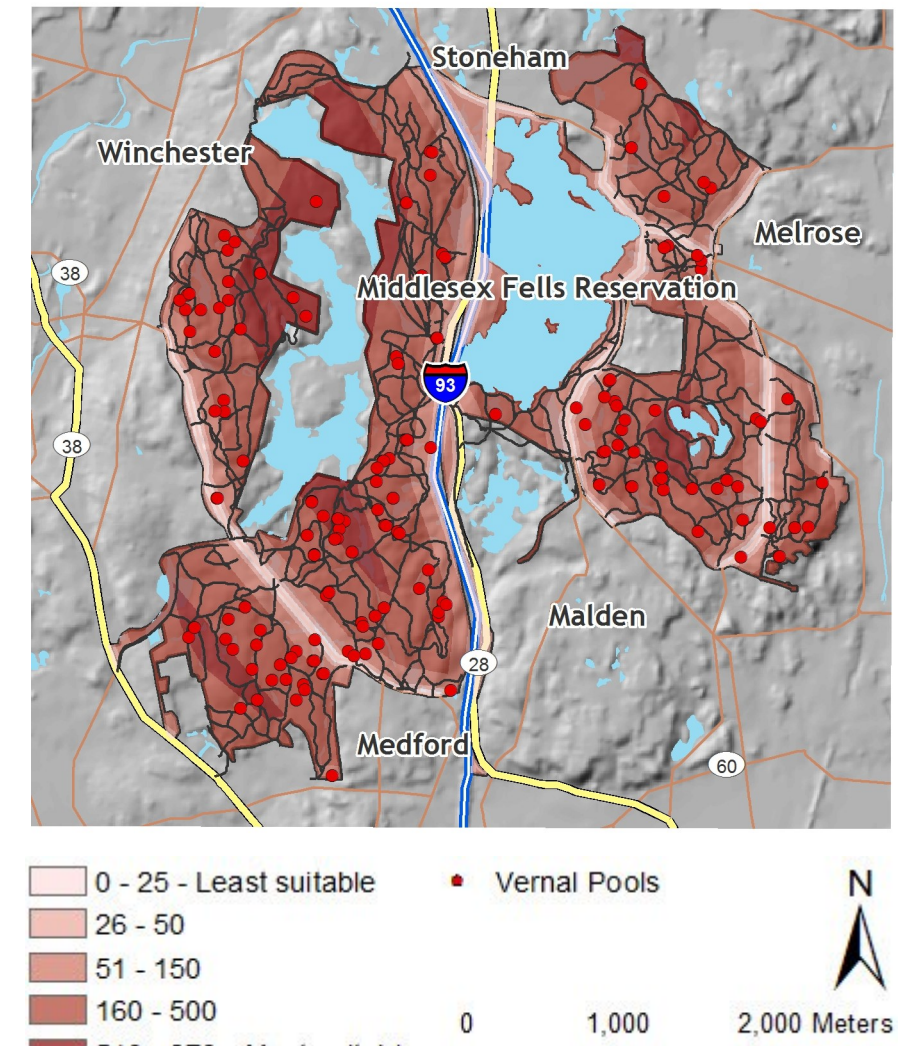 Stoneham
Winchester
Melrose
38
Middlesex Fells Reservation
93
38
Malden
28
Medford
60
0 - 25 - Least suitable
Vernal Pools
N
26 - 50
51 - 150
160 - 500
0 1,000 2,000 Meters